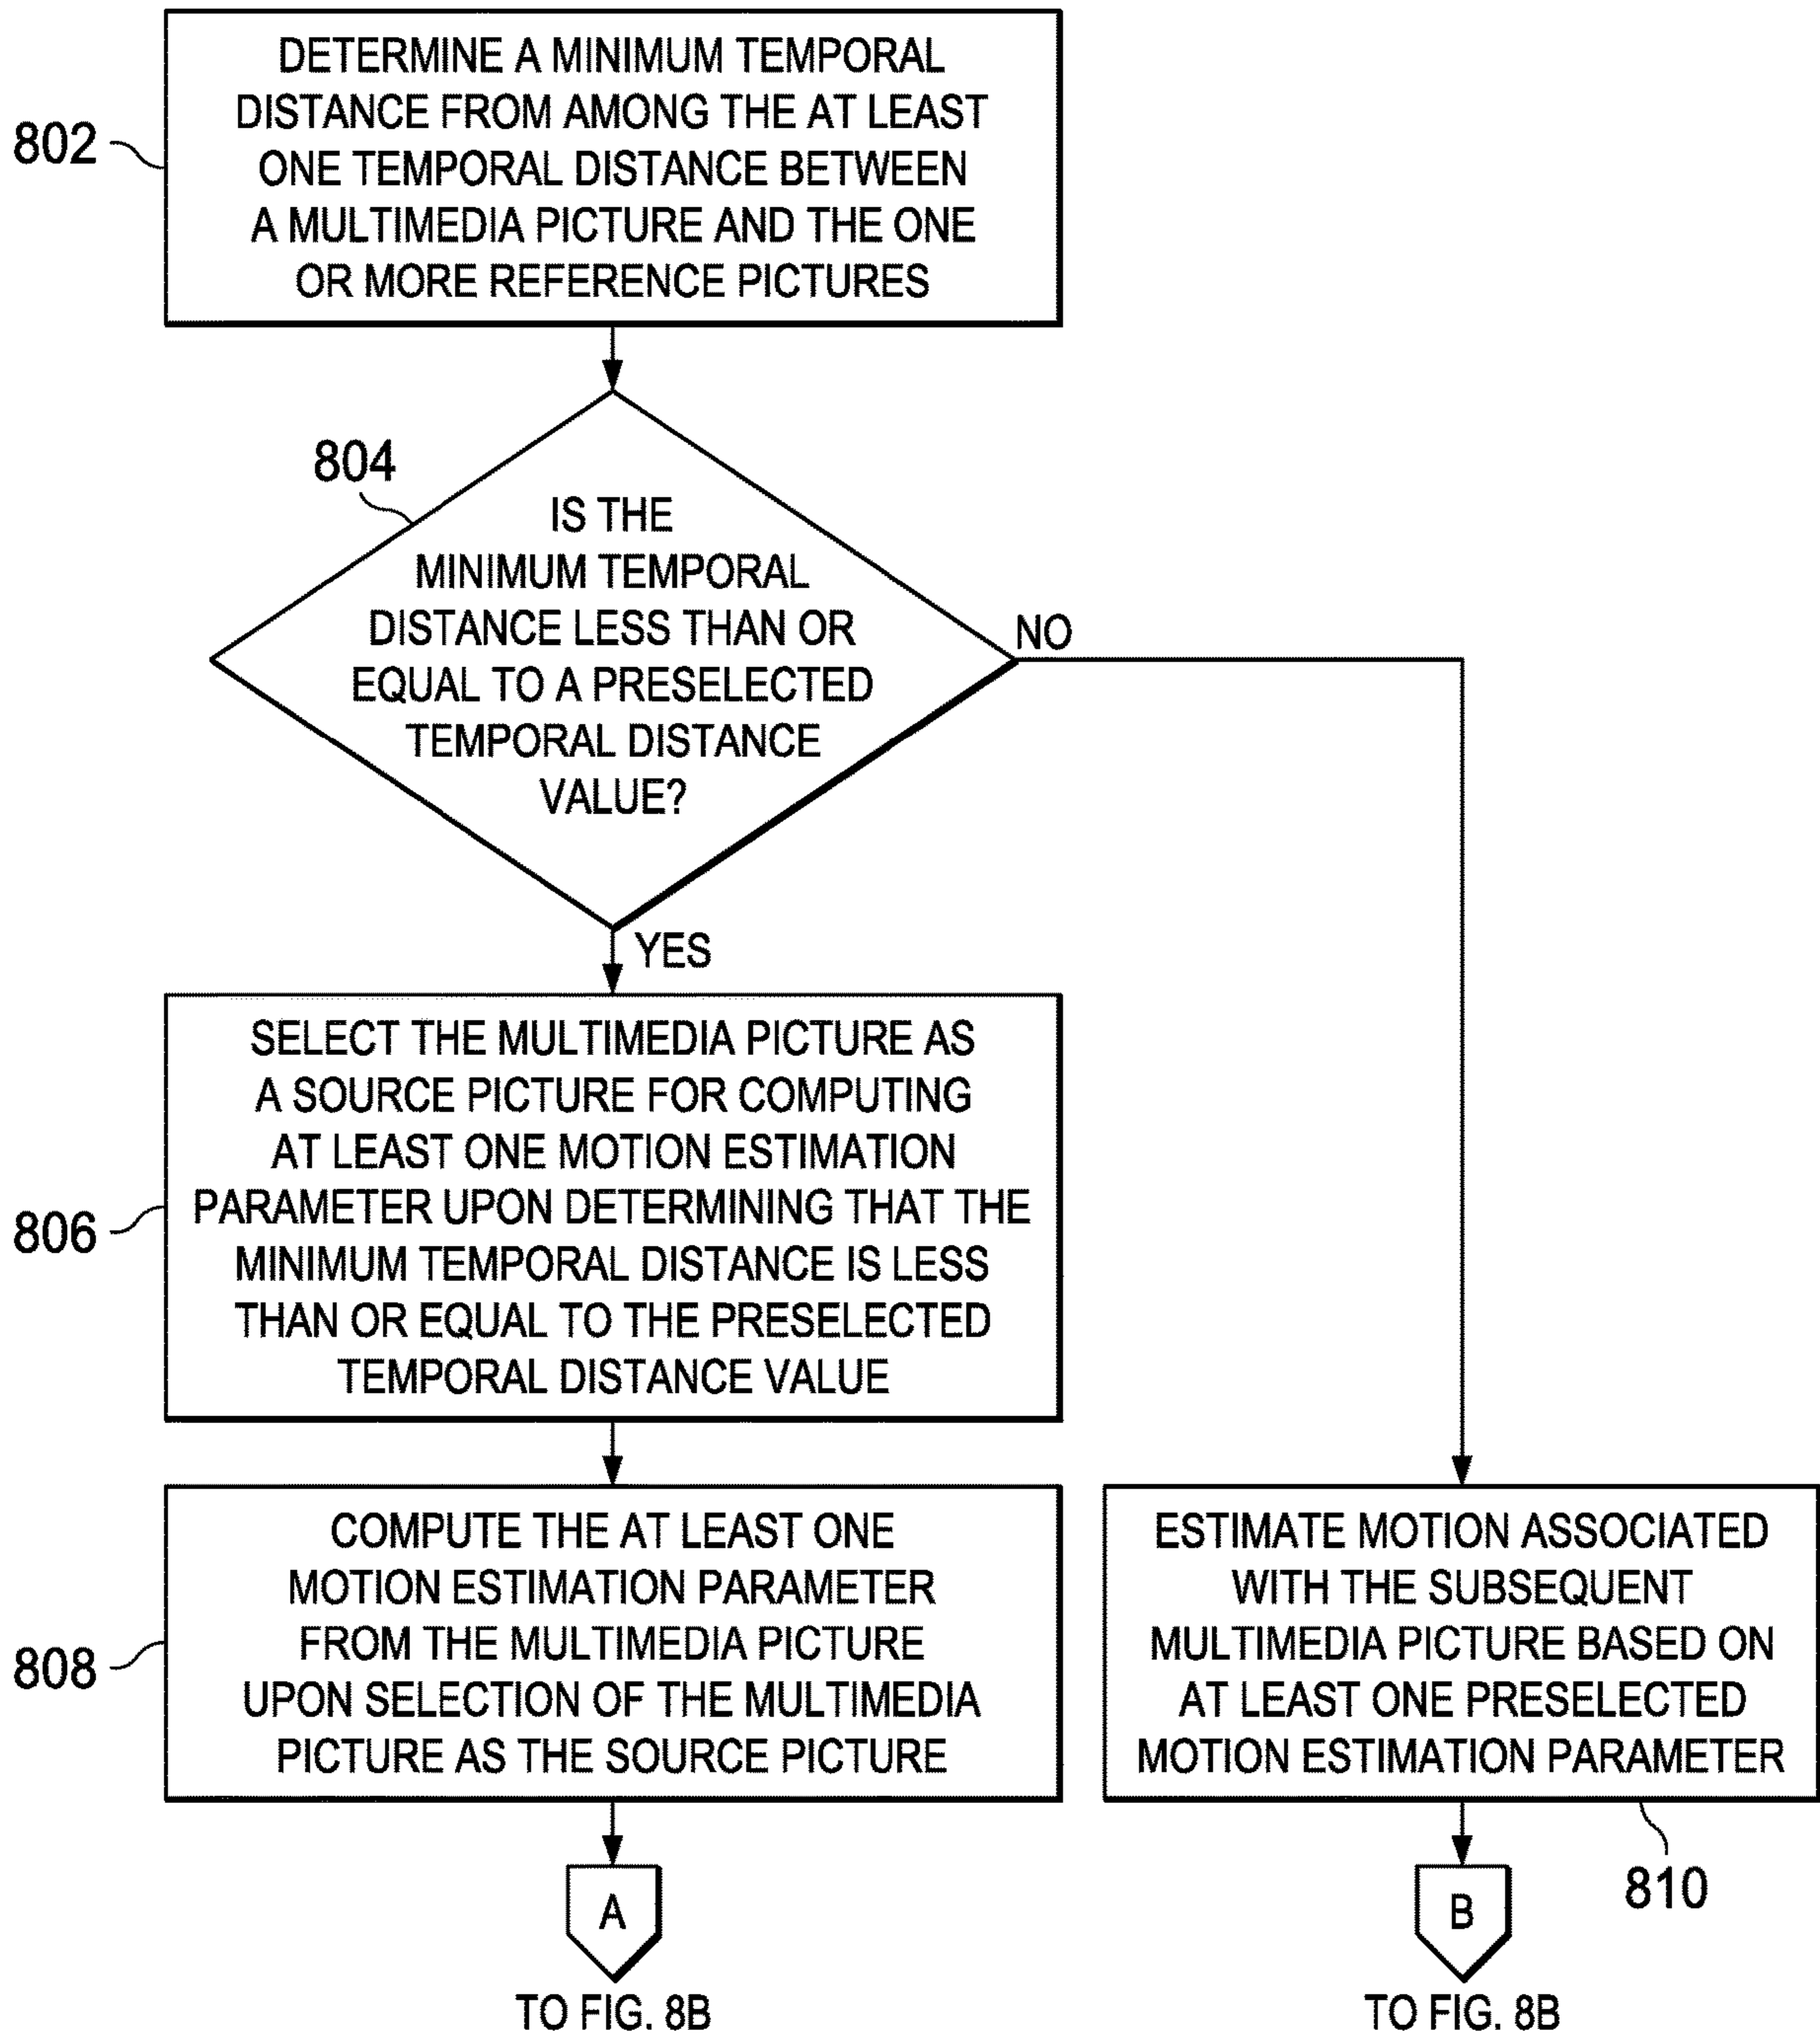 DETERMINE A MINIMUM TEMPORAL
DISTANCE FROM AMONG THE AT LEAST
ONE TEMPORAL DISTANCE BETWEEN
A MULTIMEDIA PICTURE AND THE ONE
OR MORE REFERENCE PICTURES
802
804
IS THE
MINIMUM TEMPORAL
DISTANCE LESS THAN OR
EQUAL TO A PRESELECTED
TEMPORAL DISTANCE
VALUE?
NO
YES
SELECT THE MULTIMEDIA PICTURE AS
A SOURCE PICTURE FOR COMPUTING
AT LEAST ONE MOTION ESTIMATION
PARAMETER UPON DETERMINING THAT THE
MINIMUM TEMPORAL DISTANCE IS LESS
THAN OR EQUAL TO THE PRESELECTED
TEMPORAL DISTANCE VALUE
806
COMPUTE THE AT LEAST ONE
MOTION ESTIMATION PARAMETER
FROM THE MULTIMEDIA PICTURE
UPON SELECTION OF THE MULTIMEDIA
PICTURE AS THE SOURCE PICTURE
808
ESTIMATE MOTION ASSOCIATED
WITH THE SUBSEQUENT
MULTIMEDIA PICTURE BASED ON
AT LEAST ONE PRESELECTED
MOTION ESTIMATION PARAMETER
810
A
TO FIG. 8B
B
TO FIG. 8B